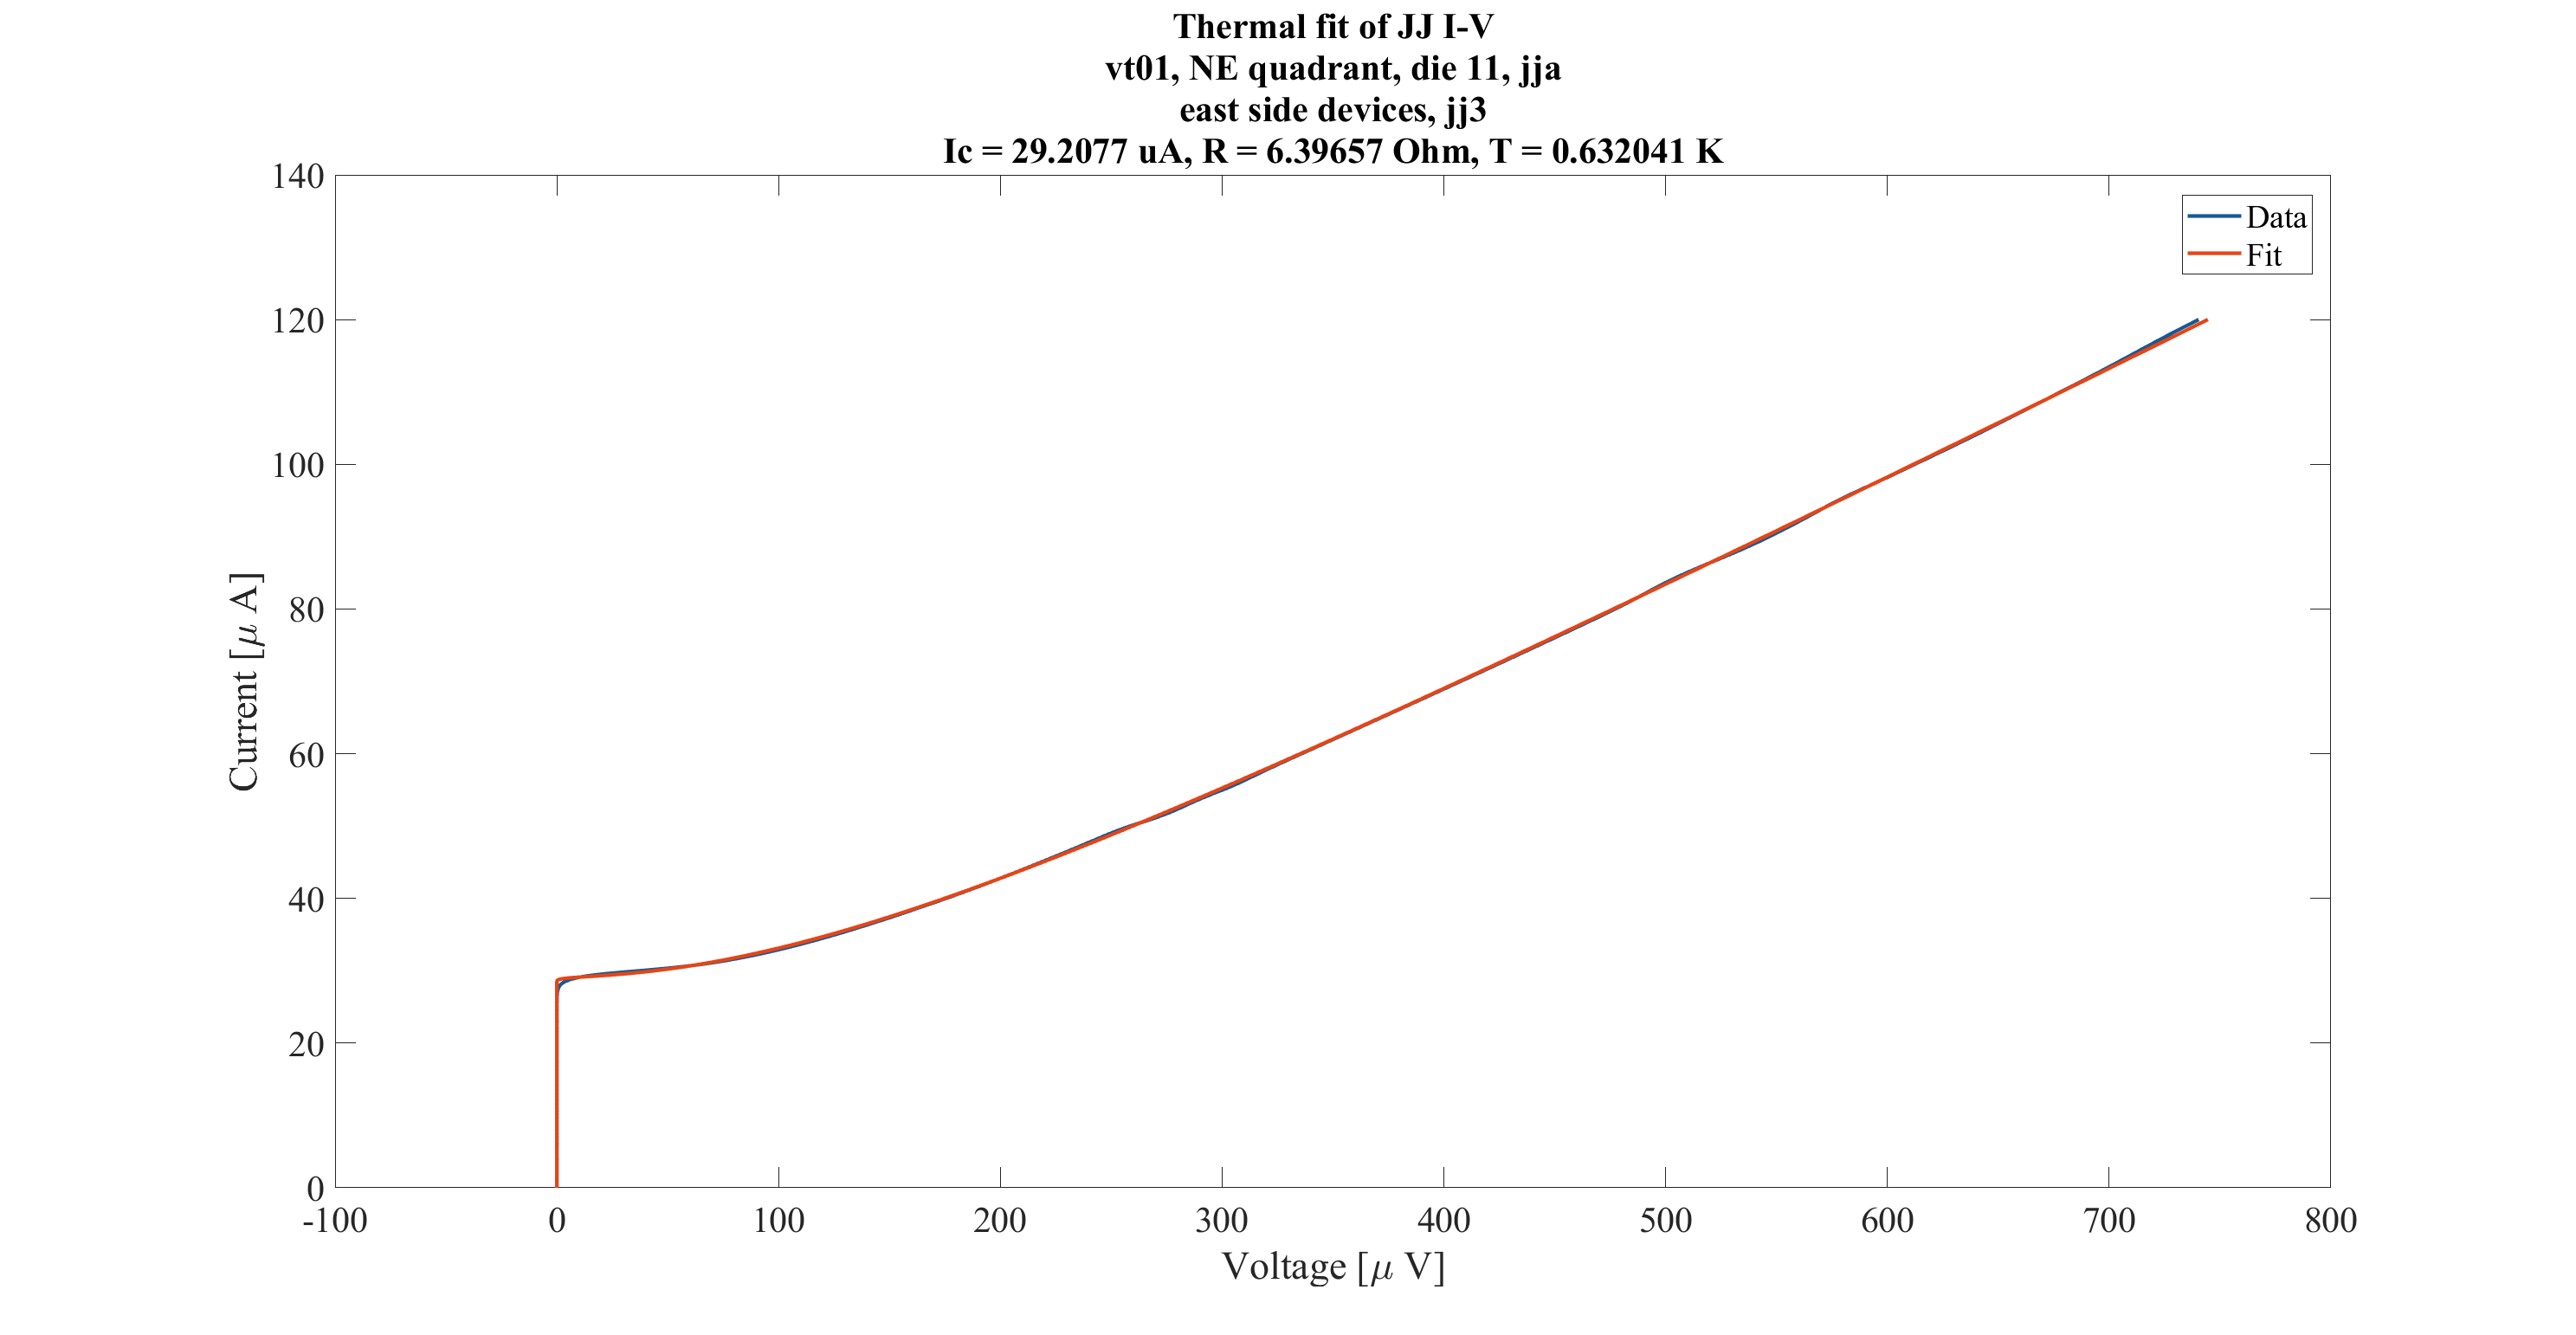 Thermal fit of JJ I-V
vt01, NE quadrant, die 11, jja
east side devices, jj3
Ic = 29.2077 uA, R = 6.39657 Ohm, T = 0.632041 K
140
120
100
80
60
40
20
0
Current [μ A]
Data
Fit
-100 0 100 200 300 400 500 600 700 800
Voltage [μ V]